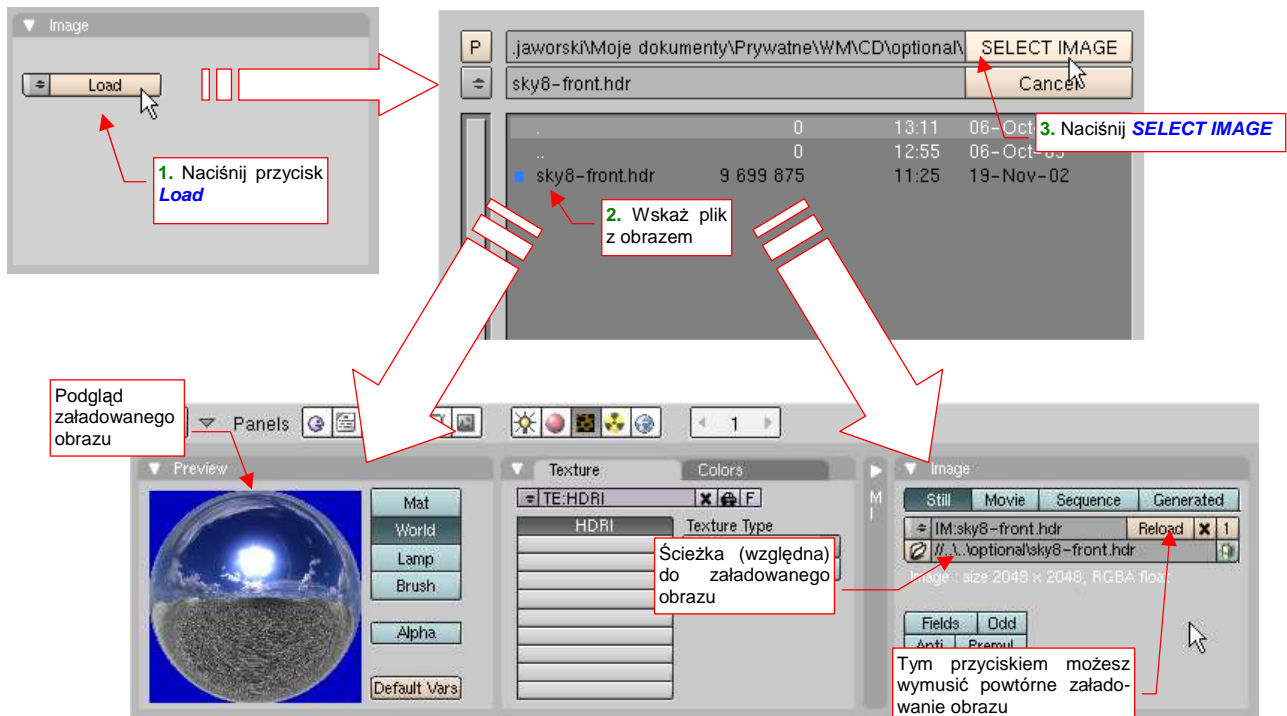 Image
Load
1. Naciśnij przycisk
Load
P
.jaworski\Moje dokumenty\Prywatne\WM\CD\optional\
SELECT IMAGE
sky8-front.hdr
Cancel
. 0 13:11 06-Oct-
.. 0 12:55 06-Oct-
sky8-front.hdr 9 699 875 11:25 19-Nov-02
3. Naciśnij SELECT IMAGE
2. Wskaż plik
z obrazem
Podgląd
załadowanego
obrazu
Panels
1
Preview
Mat
World
Lamp
Brush
Alpha
Default Vars
Texture
Colors
TE:HDRI
F
HDRI
Texture Type
Ścieżka (względna)
do załadowanego
obrazu
Image
Still
Movie
Sequence
Generated
IM:sky8-front.hdr
Reload
1
//..\..\optional\sky8-front.hdr
Image : size 2048 x 2048, RGBA float
Fields
Odd
Anti
Premul
Tym przyciskiem możesz
wymusić powtórne załado-
wanie obrazu